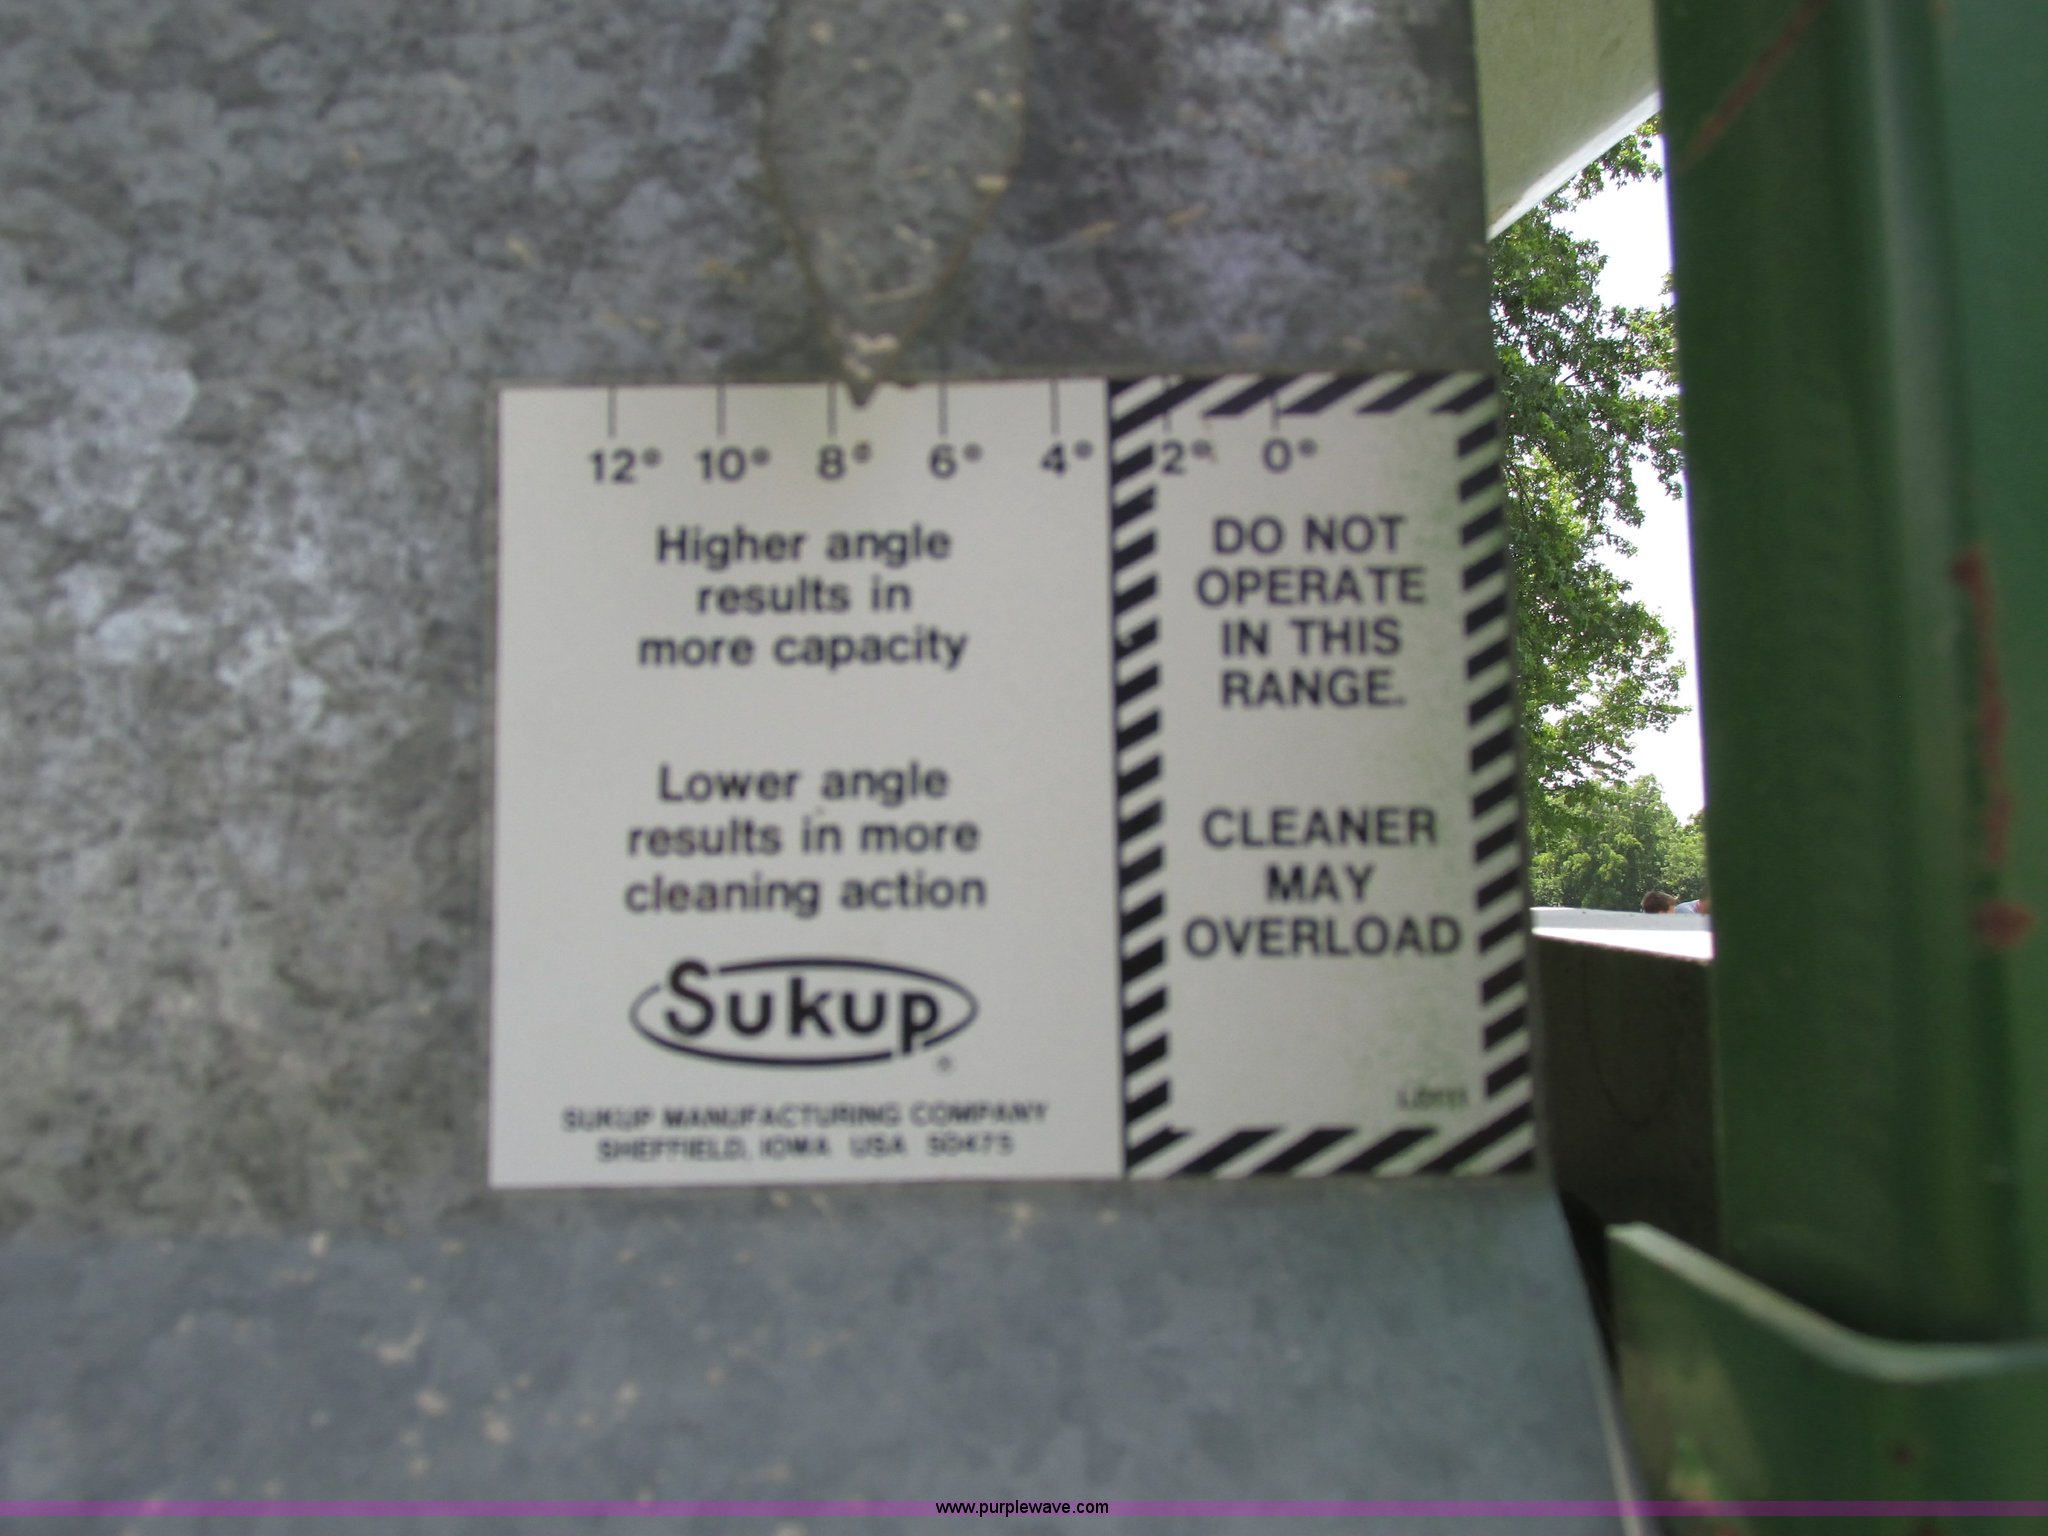 12° 10° 8° 6° 4° 2° 0°
Higher angle
results in
more capacity
Lower angle
results in more
cleaning action
Sukup
®
SUKUP MANUFACTURING COMPANY
SHEFFIELD, IOWA USA 50475
DO NOT
OPERATE
IN THIS
RANGE.
CLEANER
MAY
OVERLOAD
www.purplewave.com